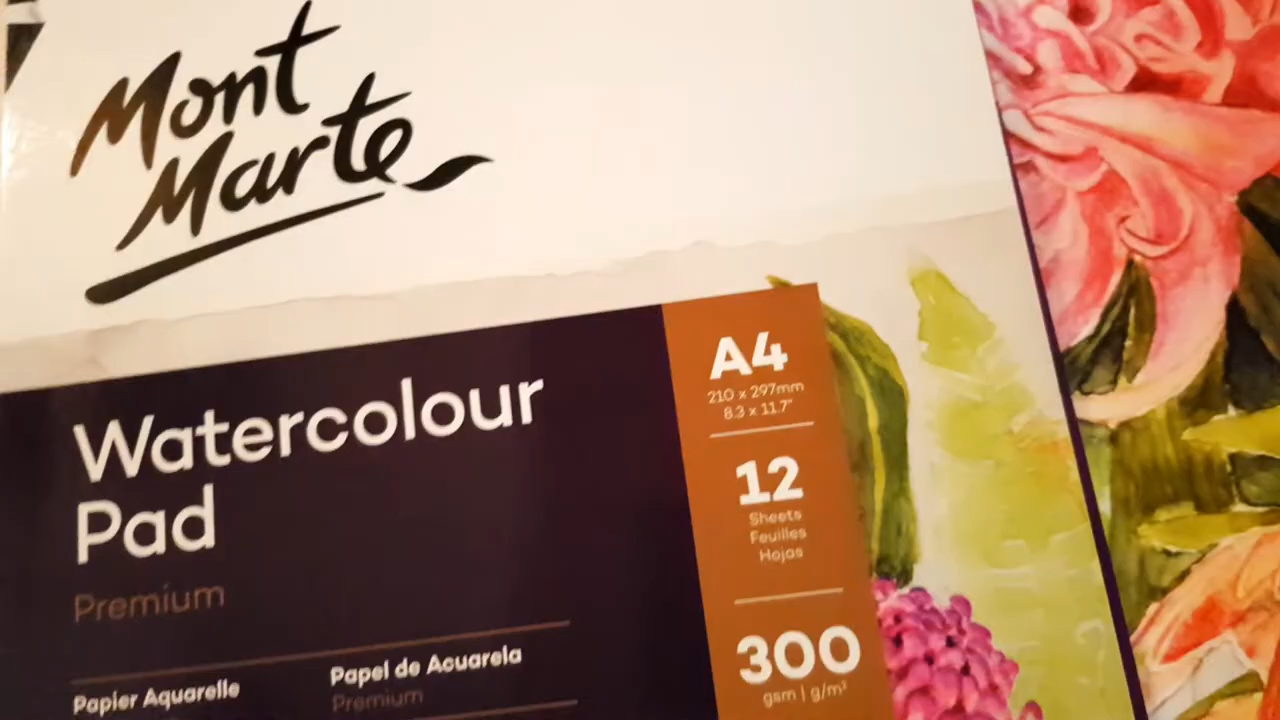 Mont
Marte
Watercolour
Pad
Premium
Papier Aquarelle
Papel de Acuarela
Premium
A4
210 x 297mm
8.3 x 11.7"
12
Sheets
Feuilles
Hojas
300
gsm | g/m²